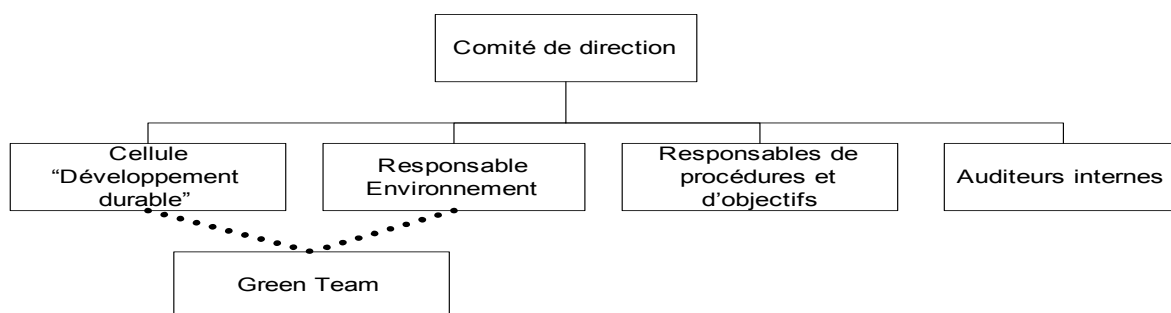 Comité de direction
Cellule
“Développement
durable”
Responsable
Environnement
Responsables de
procédures et
d’objectifs
Auditeurs internes
Green Team